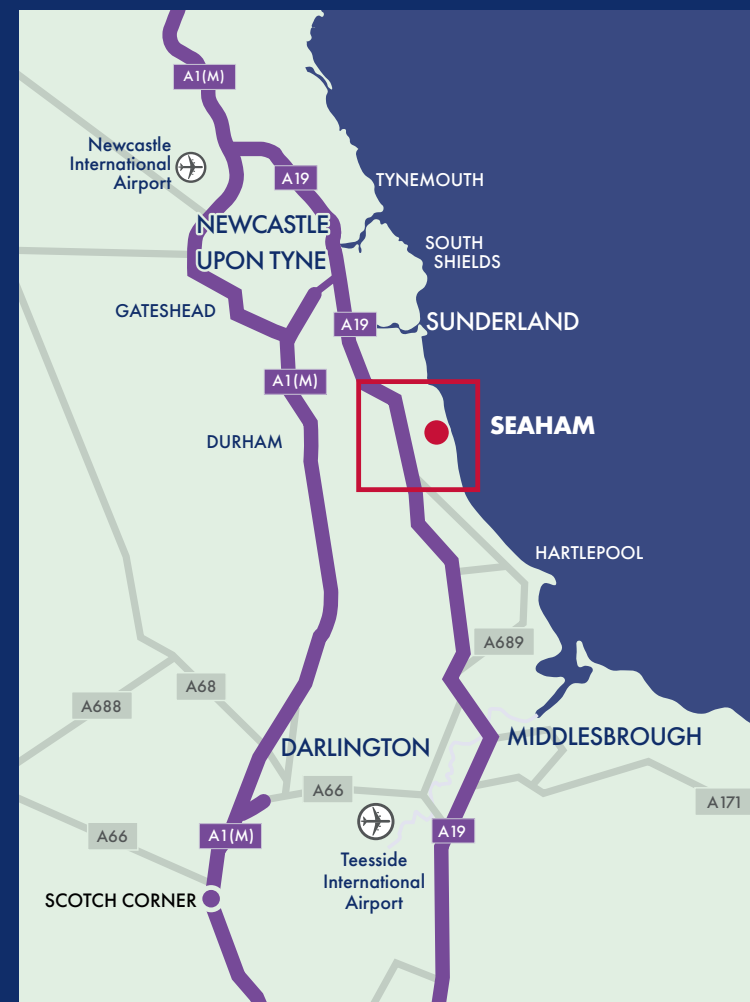 A1(M)
Newcastle
International
Airport
A19
TYNEMOUTH
NEWCASTLE
UPON TYNE
SOUTH
SHIELDS
GATESHEAD
A19
SUNDERLAND
A1(M)
SEAHAM
DURHAM
HARTLEPOOL
A689
A68
A688
DARLINGTON
MIDDLESBROUGH
A66
A171
A66
A1(M)
A19
Teesside
International
Airport
SCOTCH CORNER